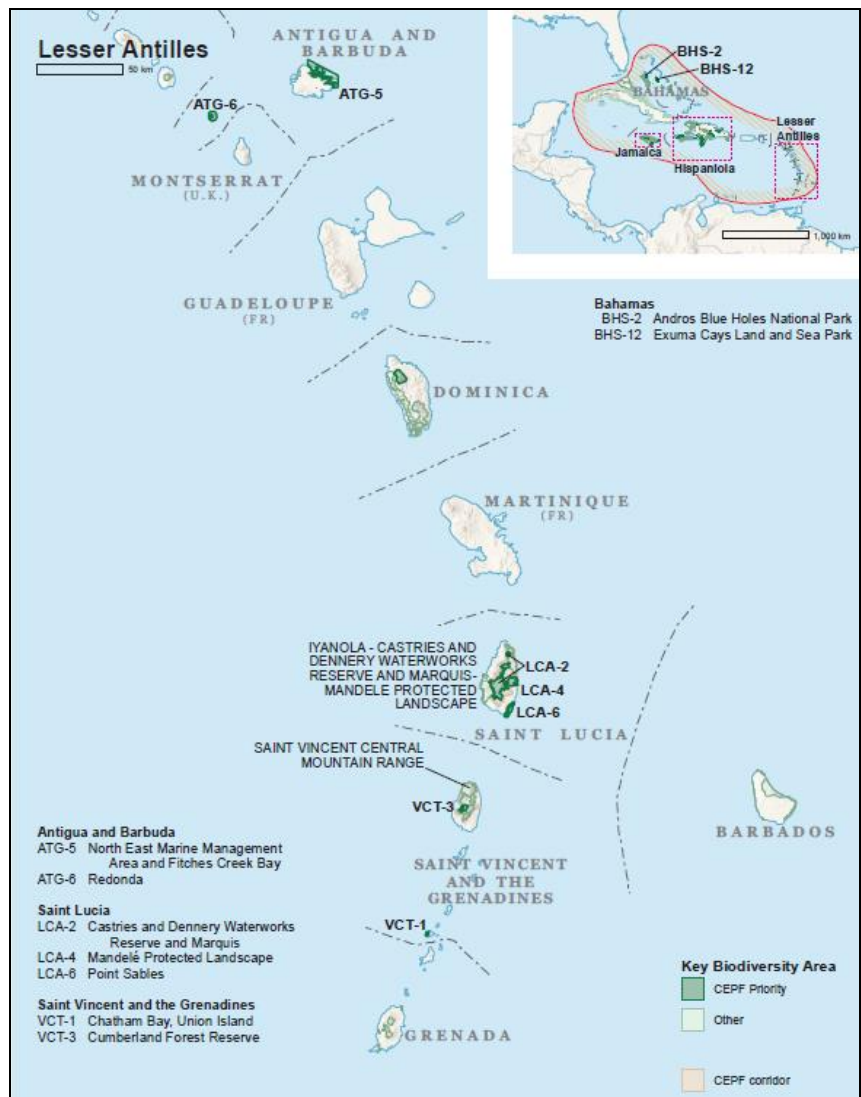 Lesser Antilles
50 km
ANTIGUA AND
BARBUDA
ATG-5
ATG-6
MONTSERRAT
(U.K.)
GUADELOUPE
(FR)
DOMINICA
MARTINIQUE
(FR)
BHS-2
BHS-12
BAHAMAS
Lesser
Antilles
Jamaica
Hispaniola
1,000 km
Bahamas
BHS-2 Andros Blue Holes National Park
BHS-12 Exuma Cays Land and Sea Park
IYANOLA - CASTRIES AND
DENNERY WATERWORKS
RESERVE AND MARQUIS-
MANDELE PROTECTED
LANDSCAPE
LCA-2
LCA-4
LCA-6
SAINT LUCIA
SAINT VINCENT CENTRAL
MOUNTAIN RANGE
VCT-3
BARBADOS
SAINT VINCENT
AND THE
GRENADINES
VCT-1
GRENADA
Antigua and Barbuda
ATG-5 North East Marine Management
Area and Fitches Creek Bay
ATG-6 Redonda
Saint Lucia
LCA-2 Castries and Dennery Waterworks
Reserve and Marquis
LCA-4 Mandelé Protected Landscape
LCA-6 Point Sables
Saint Vincent and the Grenadines
VCT-1 Chatham Bay, Union Island
VCT-3 Cumberland Forest Reserve
Key Biodiversity Area
CEPF Priority
Other
CEPF corridor